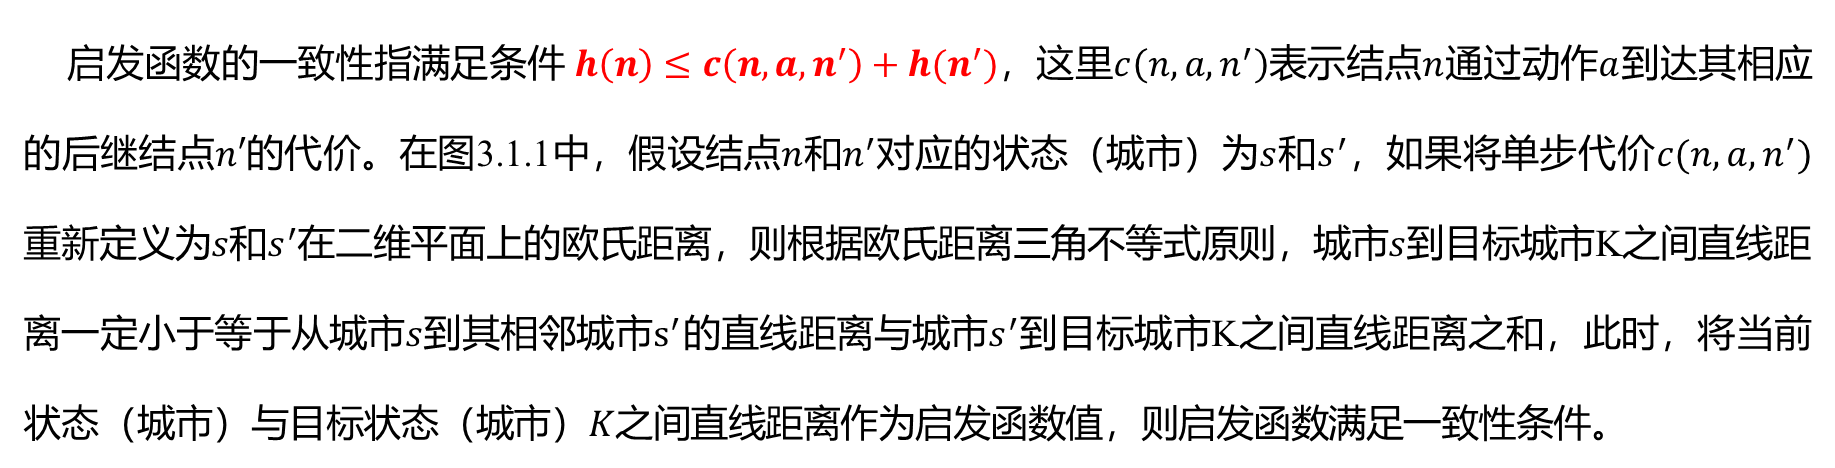 启发函数的一致性指满足条件 h(n) ≤ c(n, a, n′) + h(n′)，这里c(n, a, n′)表示结点n通过动作a到达其相应
的后继结点n′的代价。在图3.1.1中，假设结点n和n′对应的状态（城市）为s和s′，如果将单步代价c(n, a, n′)
重新定义为s和s′在二维平面上的欧氏距离，则根据欧氏距离三角不等式原则，城市s到目标城市K之间直线距
离一定小于等于从城市s到其相邻城市s′的直线距离与城市s′到目标城市K之间直线距离之和，此时，将当前
状态（城市）与目标状态（城市）K之间直线距离作为启发函数值，则启发函数满足一致性条件。